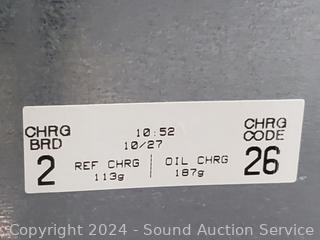 CHRG
BRD
2
10:52
10/27
REF CHRG | OIL CHRG
113g | 187g
CHRG
CODE
26
Copyright 2024 - Sound Auction Service